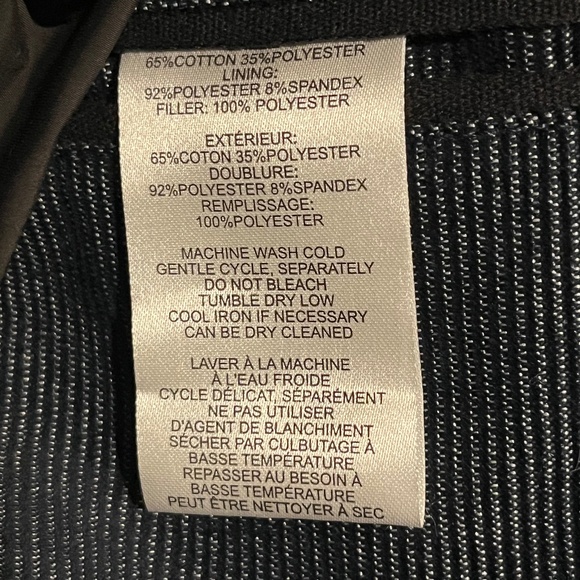 65%COTTON 35%POLYESTER
LINING:
92%POLYESTER 8%SPANDEX
FILLER: 100% POLYESTER
EXTÉRIEUR:
65%COTON 35%POLYESTER
DOUBLURE:
92%POLYESTER 8%SPANDEX
REMPLISSAGE:
100%POLYESTER
MACHINE WASH COLD
GENTLE CYCLE, SEPARATELY
DO NOT BLEACH
TUMBLE DRY LOW
COOL IRON IF NECESSARY
CAN BE DRY CLEANED
LAVER À LA MACHINE
À L'EAU FROIDE
CYCLE DÉLICAT, SÉPARÉMENT
NE PAS UTILISER
D'AGENT DE BLANCHIMENT
SÉCHER PAR CULBUTAGE À
BASSE TEMPÉRATURE
REPASSER AU BESOIN À
BASSE TEMPÉRATURE
PEUT ÊTRE NETTOYER À SEC